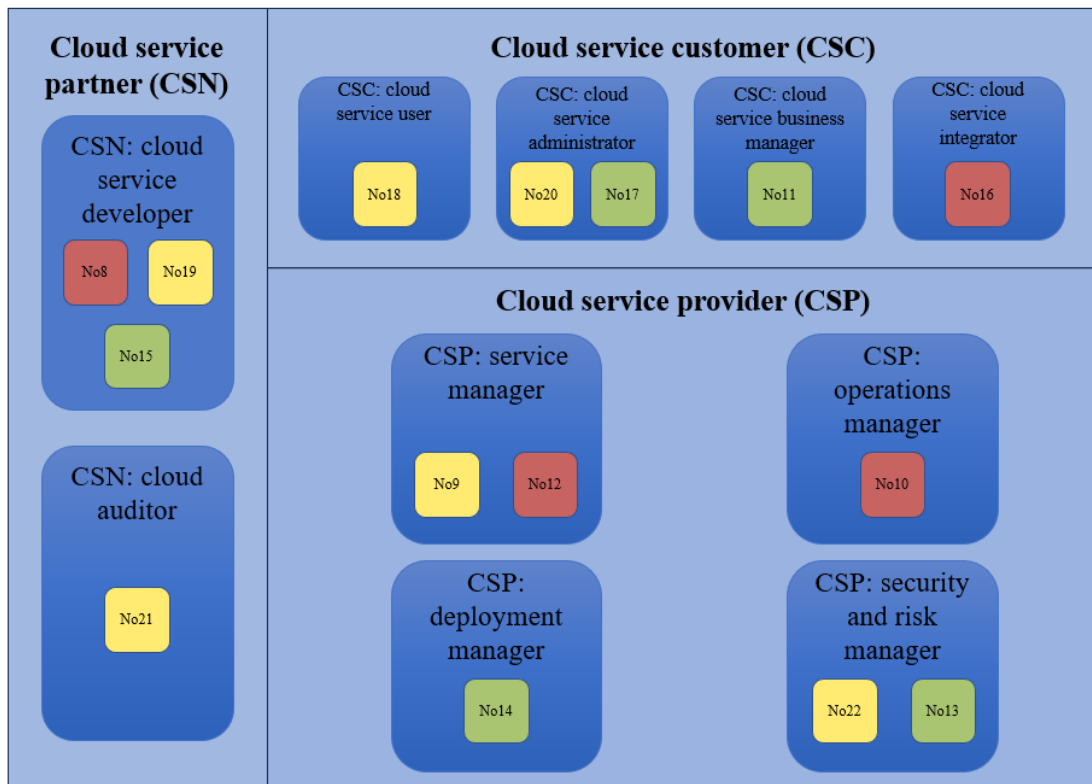 Cloud service
partner (CSN)
CSN: cloud
service
developer
No8
No19
No15
CSN: cloud
auditor
No21
Cloud service customer (CSC)
CSC: cloud
service user
No18
CSC: cloud
service
administrator
No20
No17
CSC: cloud
service business
manager
No11
CSC: cloud
service
integrator
No16
Cloud service provider (CSP)
CSP: service
manager
No9
No12
CSP:
operations
manager
No10
CSP:
deployment
manager
No14
CSP: security
and risk
manager
No22
No13